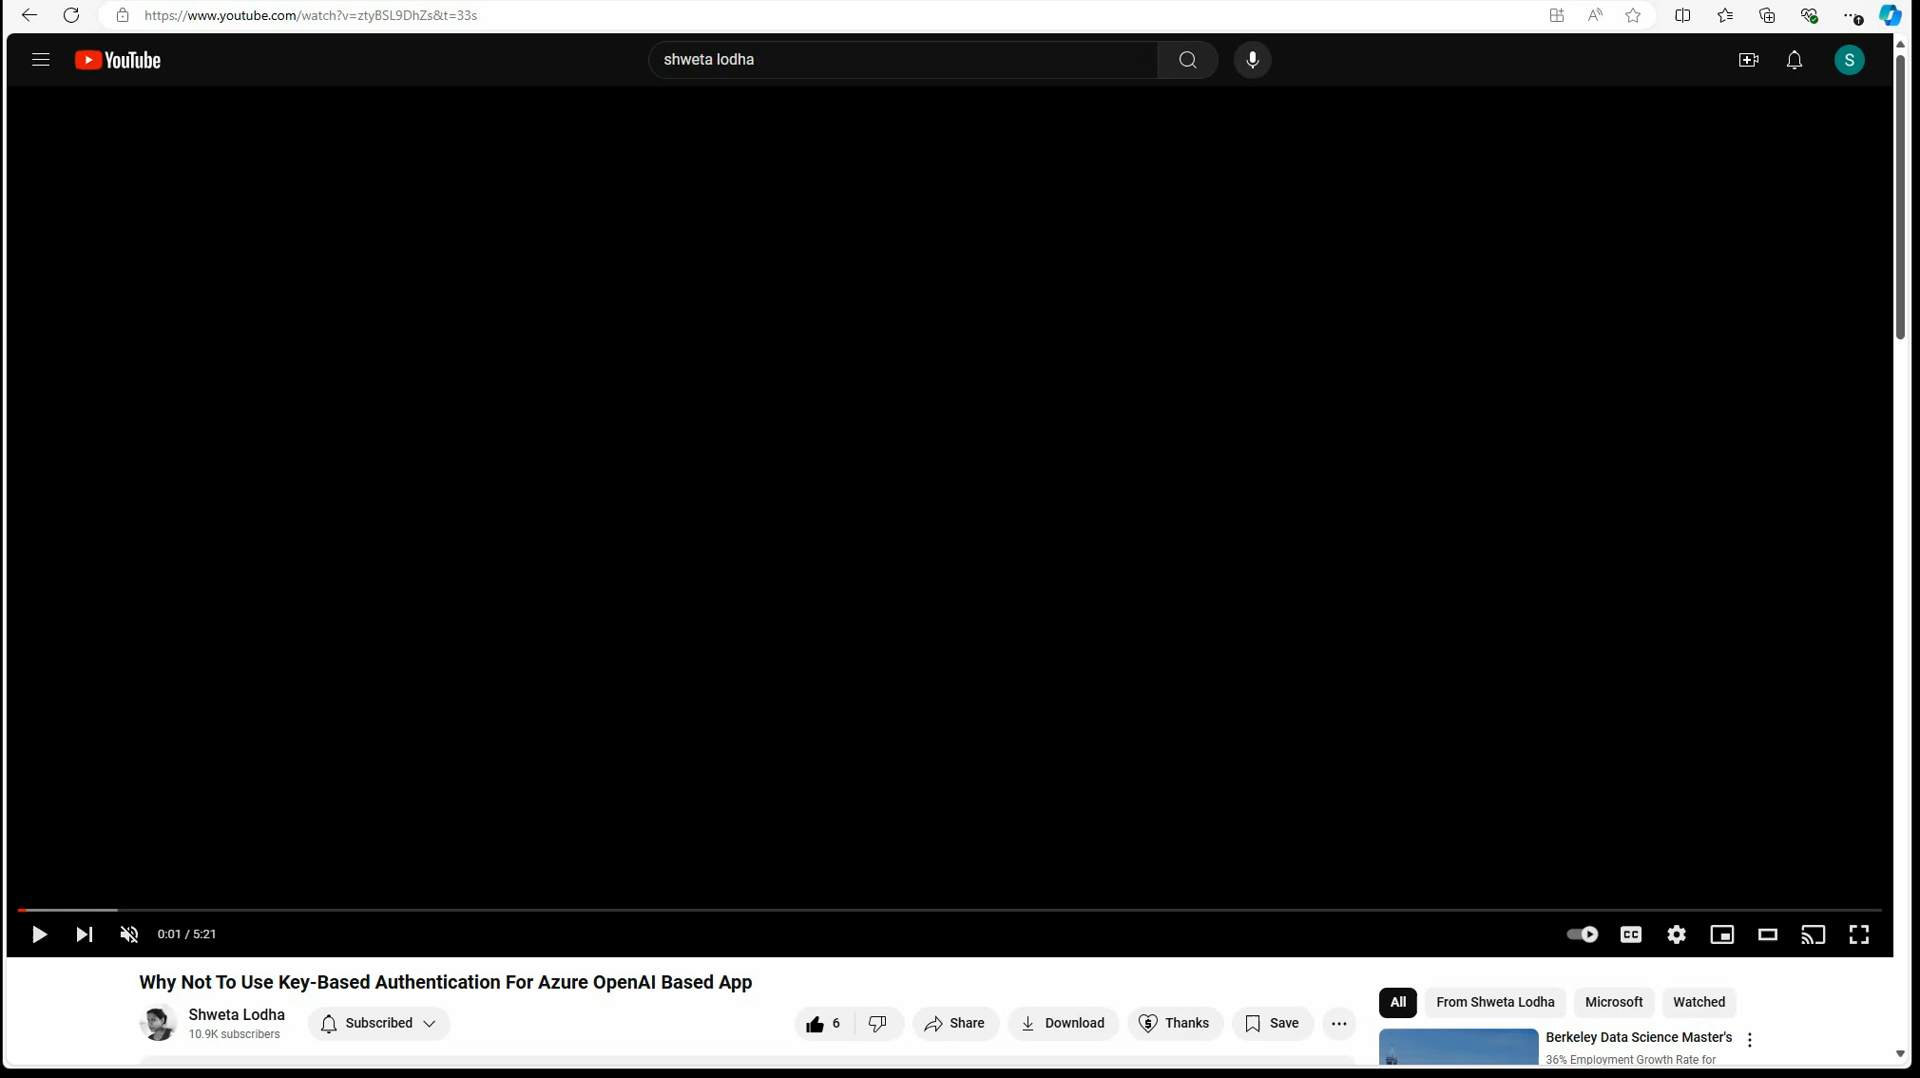 https://www.youtube.com/watch?v=ztyBSL9DhZs&t=33s
YouTube
shweta lodha
S
0:01 / 5:21
CC
Why Not To Use Key-Based Authentication For Azure OpenAI Based App
Shweta Lodha
10.9K subscribers
Subscribed
6
Share
Download
Thanks
Save
All
From Shweta Lodha
Microsoft
Watched
Berkeley Data Science Master's
36% Employment Growth Rate for